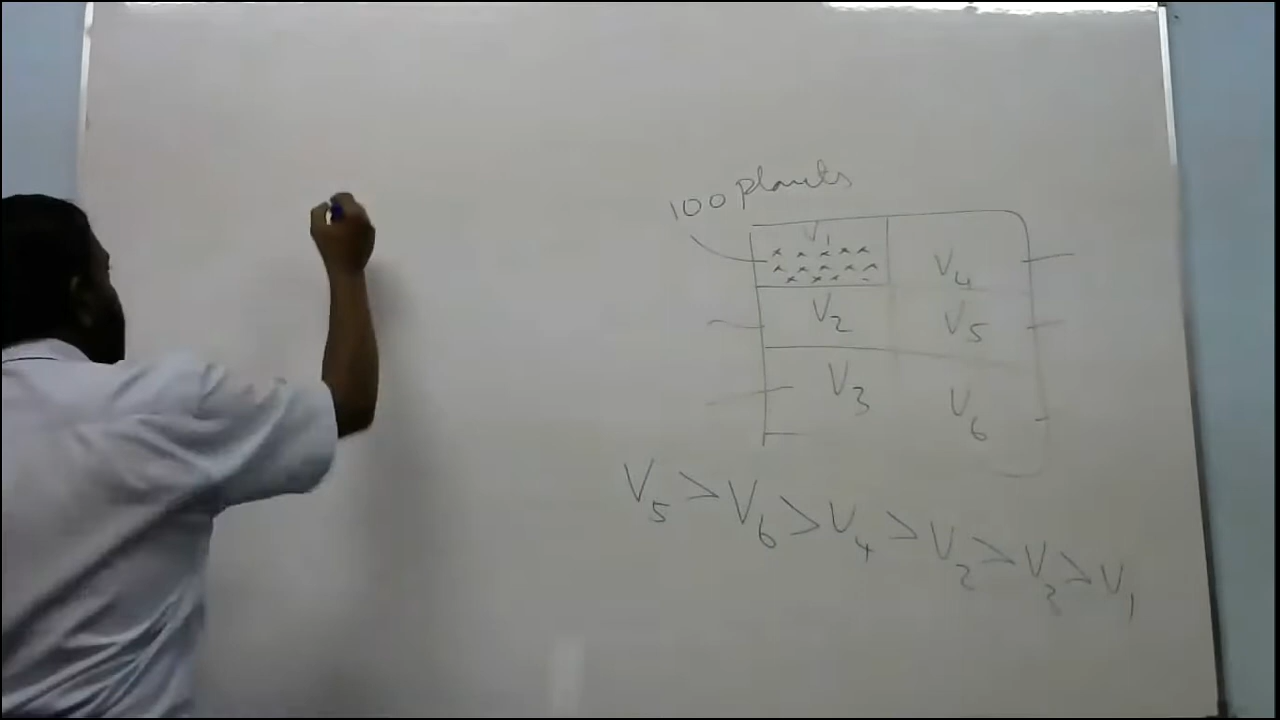 100 plants
V₁
V₄
V₂
V₅
V₃
V₆
V₅ > V₆ > V₄ > V₂ > V₃ > V₁